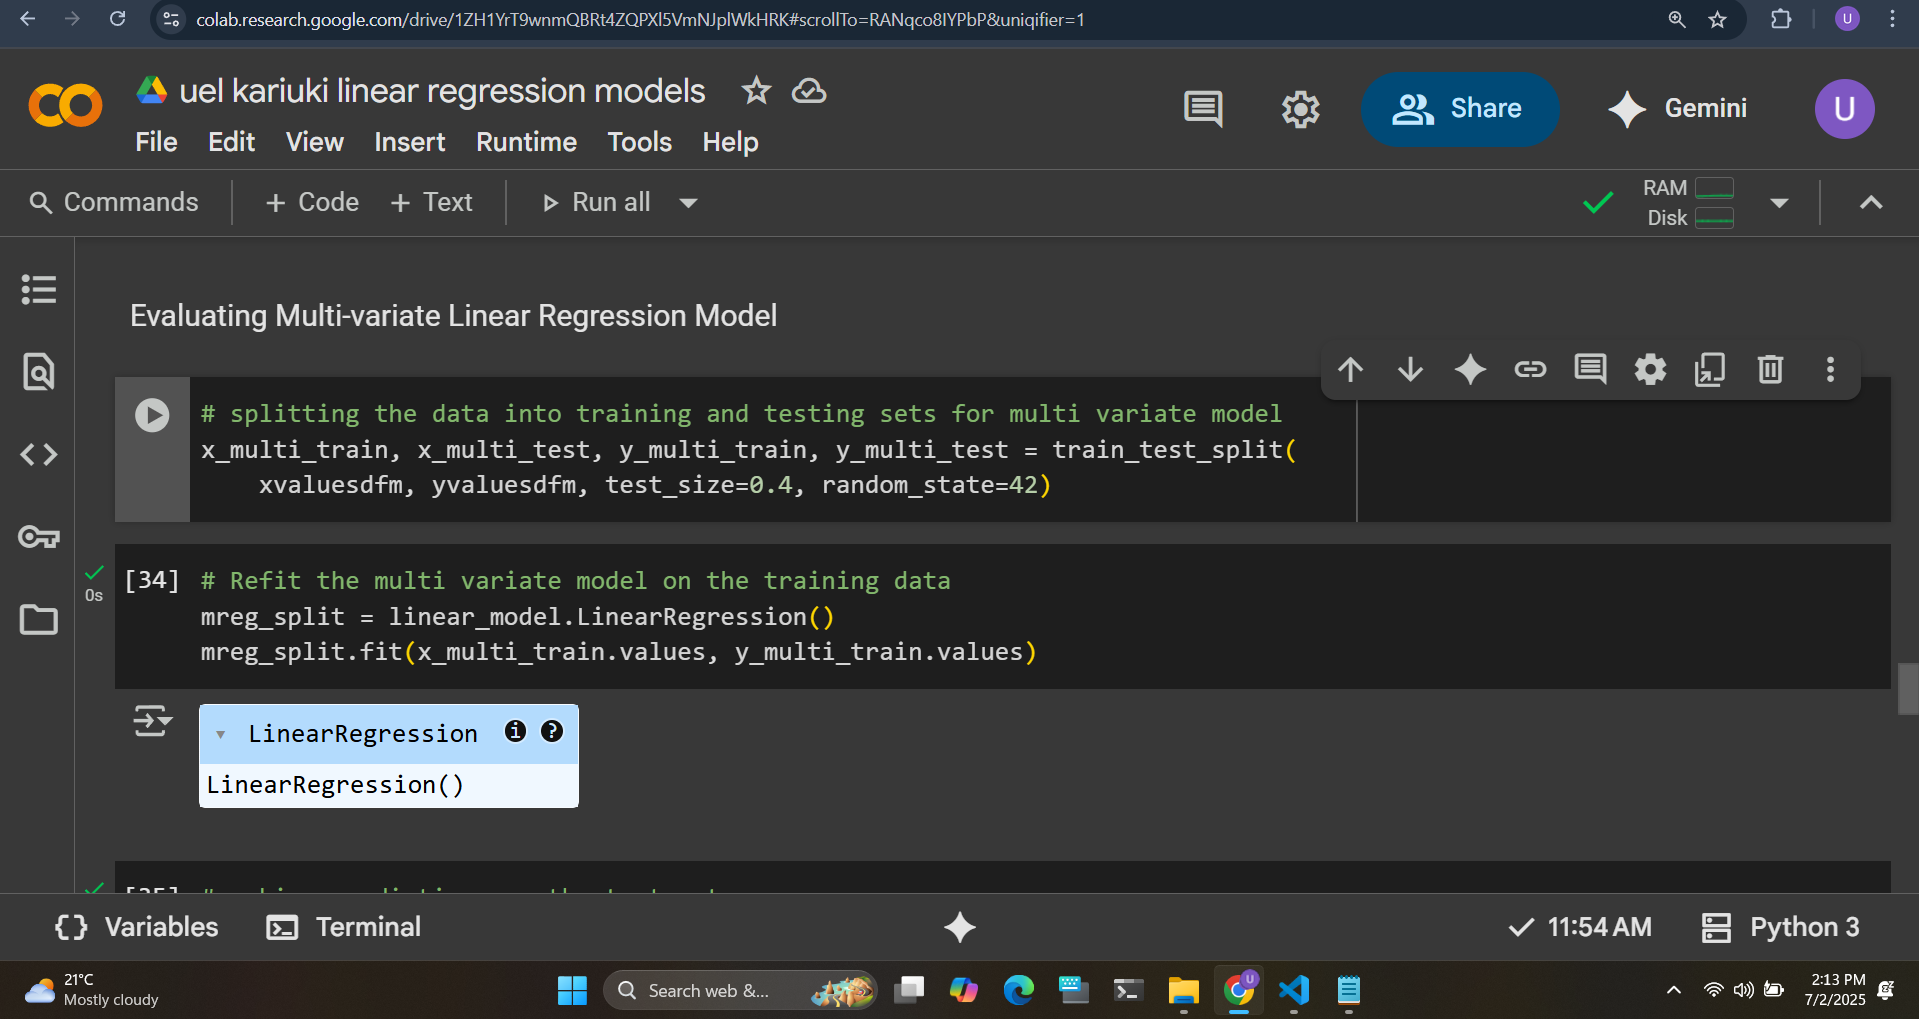 colab.research.google.com/drive/1ZH1YrT9wnmQBRt4ZQPXl5VmNJplWkHRK#scrollTo=RANqco8IYPbP&uniqifier=1
U
CO
uel kariuki linear regression models
File Edit View Insert Runtime Tools Help
Share
Gemini
U
Commands
+ Code + Text
Run all
RAM
Disk
Evaluating Multi-variate Linear Regression Model
# splitting the data into training and testing sets for multi variate model
x_multi_train, x_multi_test, y_multi_train, y_multi_test = train_test_split(
xvaluesdfm, yvaluesdfm, test_size=0.4, random_state=42)
0s
[34]
# Refit the multi variate model on the training data
mreg_split = linear_model.LinearRegression()
mreg_split.fit(x_multi_train.values, y_multi_train.values)
LinearRegression i ?
LinearRegression()
Variables
Terminal
11:54 AM
Python 3
21°C
Mostly cloudy
Search web &...
U
2:13 PM
7/2/2025